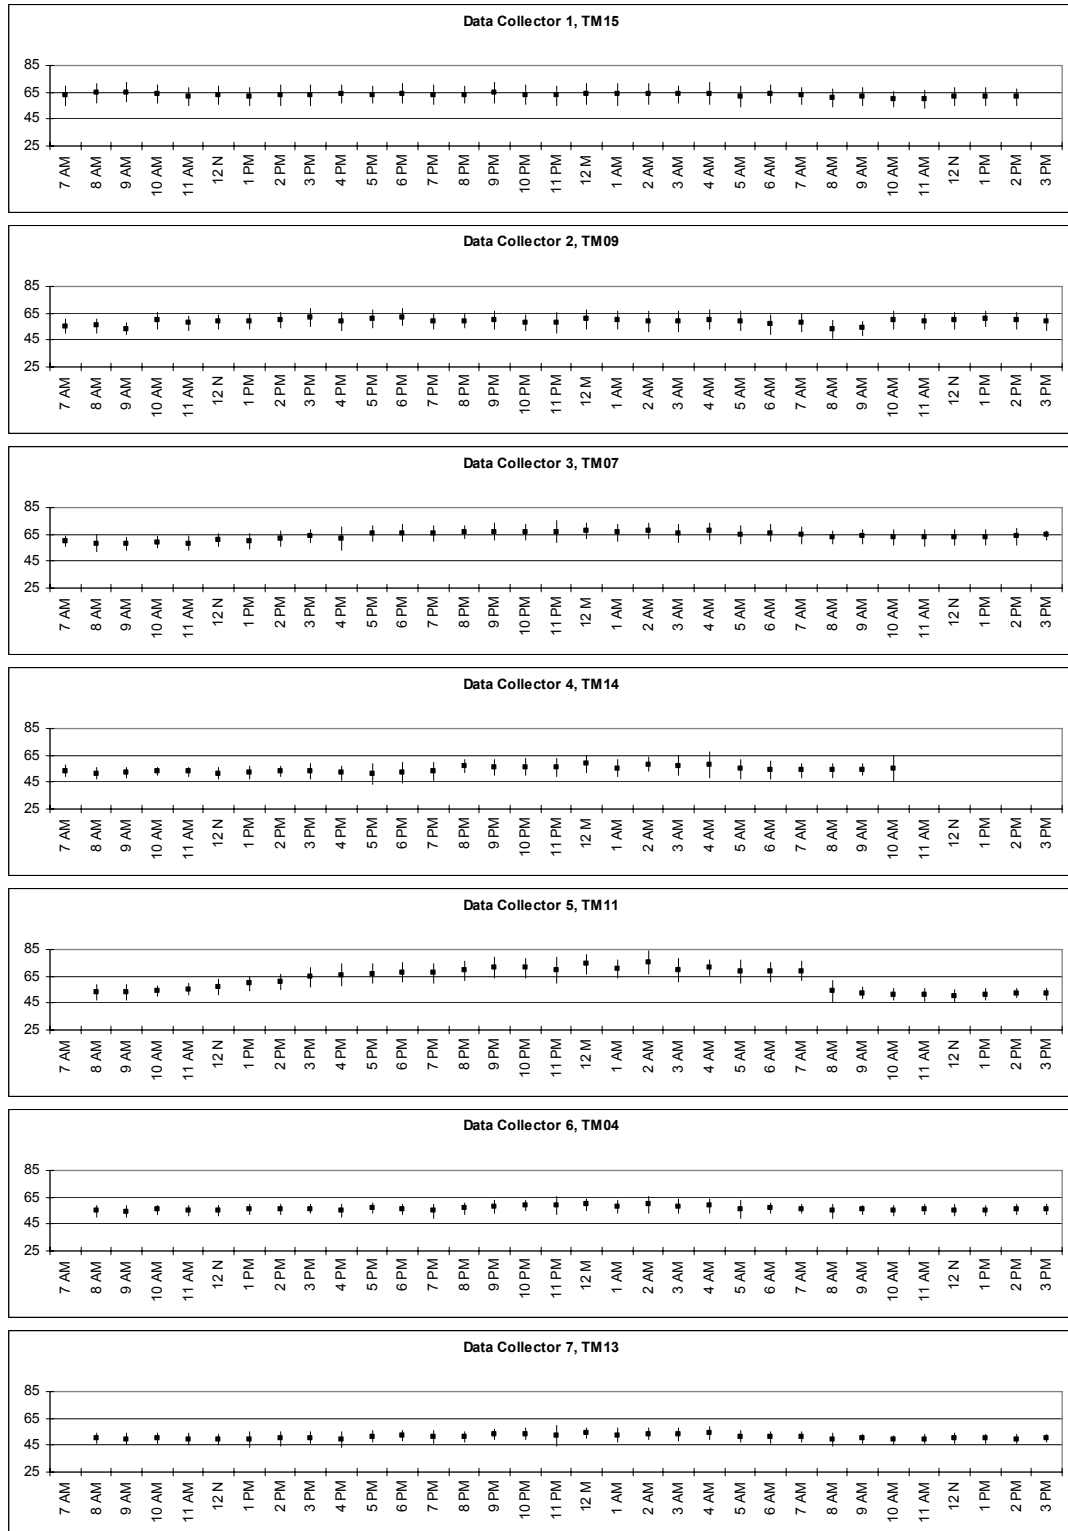 Data Collector 1, TM15
85
65
45
25
7 AM 8 AM 9 AM 10 AM 11 AM 12 N 1 PM 2 PM 3 PM 4 PM 5 PM 6 PM 7 PM 8 PM 9 PM 10 PM 11 PM 12 M 1 AM 2 AM 3 AM 4 AM 5 AM 6 AM 7 AM 8 AM 9 AM 10 AM 11 AM 12 N 1 PM 2 PM 3 PM
Data Collector 2, TM09
85
65
45
25
7 AM 8 AM 9 AM 10 AM 11 AM 12 N 1 PM 2 PM 3 PM 4 PM 5 PM 6 PM 7 PM 8 PM 9 PM 10 PM 11 PM 12 M 1 AM 2 AM 3 AM 4 AM 5 AM 6 AM 7 AM 8 AM 9 AM 10 AM 11 AM 12 N 1 PM 2 PM 3 PM
Data Collector 3, TM07
85
65
45
25
7 AM 8 AM 9 AM 10 AM 11 AM 12 N 1 PM 2 PM 3 PM 4 PM 5 PM 6 PM 7 PM 8 PM 9 PM 10 PM 11 PM 12 M 1 AM 2 AM 3 AM 4 AM 5 AM 6 AM 7 AM 8 AM 9 AM 10 AM 11 AM 12 N 1 PM 2 PM 3 PM
Data Collector 4, TM14
85
65
45
25
7 AM 8 AM 9 AM 10 AM 11 AM 12 N 1 PM 2 PM 3 PM 4 PM 5 PM 6 PM 7 PM 8 PM 9 PM 10 PM 11 PM 12 M 1 AM 2 AM 3 AM 4 AM 5 AM 6 AM 7 AM 8 AM 9 AM 10 AM 11 AM 12 N 1 PM 2 PM 3 PM
Data Collector 5, TM11
85
65
45
25
7 AM 8 AM 9 AM 10 AM 11 AM 12 N 1 PM 2 PM 3 PM 4 PM 5 PM 6 PM 7 PM 8 PM 9 PM 10 PM 11 PM 12 M 1 AM 2 AM 3 AM 4 AM 5 AM 6 AM 7 AM 8 AM 9 AM 10 AM 11 AM 12 N 1 PM 2 PM 3 PM
Data Collector 6, TM04
85
65
45
25
7 AM 8 AM 9 AM 10 AM 11 AM 12 N 1 PM 2 PM 3 PM 4 PM 5 PM 6 PM 7 PM 8 PM 9 PM 10 PM 11 PM 12 M 1 AM 2 AM 3 AM 4 AM 5 AM 6 AM 7 AM 8 AM 9 AM 10 AM 11 AM 12 N 1 PM 2 PM 3 PM
Data Collector 7, TM13
85
65
45
25
7 AM 8 AM 9 AM 10 AM 11 AM 12 N 1 PM 2 PM 3 PM 4 PM 5 PM 6 PM 7 PM 8 PM 9 PM 10 PM 11 PM 12 M 1 AM 2 AM 3 AM 4 AM 5 AM 6 AM 7 AM 8 AM 9 AM 10 AM 11 AM 12 N 1 PM 2 PM 3 PM